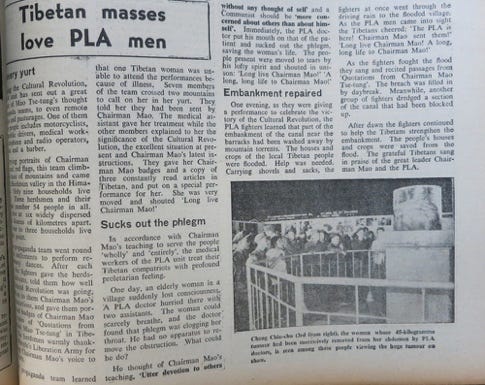 Tibetan masses
love PLA men
every yurt
the Cultural Revolution,
has sent out a great
of Mao Tse-tung's thought
teams, to even remote
and pasturages. One of them
people includes motorcyclists,
technicians, medical work-
and radio operators,
or a barber.
ing portraits of Chairman
and red flags, this team climb-
of mountains and came
valley in the Hima-
only nine households live
Three herdsmen and their
number 54 people in all.
at six widely dispersed
of kilometres apart.
or three households live
propaganda team went round
settlements to perform re-
After each
fighters gave the herds-
told them how well
Revolution was going,
to them Chairman Mao's
and gave them por-
of Chairman Mao
of 'Quotations from
Mao Tse-tung' in Tibe-
herdsmen warmly thank-
Liberation Army for
Chairman Mao's voice to
propaganda team learned
that one Tibetan woman was un-
able to attend the performances be-
cause of illness. Seven members
of the team crossed two mountains
to call on her in her yurt. They
told her they had been sent by
Chairman Mao. The medical as-
sistant gave her treatment while
the other members explained to her the
significance of the Cultural Revo-
lution, the excellent situation at pre-
sent and Chairman Mao's latest in-
structions. They gave her Chair-
man Mao badges and a copy of
three constantly read articles in
Tibetan, and put on a special per-
formance for her. She was very
moved and shouted 'Long live
Chairman Mao!'
Sucks out the phlegm
In accordance with Chairman
Mao's teaching to serve the people
'wholly' and 'entirely', the medical
workers of the PLA unit treat their
Tibetan compatriots with profound
proletarian feeling.
One day, an elderly woman in a
village suddenly lost consciousness.
A PLA doctor hurried there with
two assistants. The woman could
scarcely breathe, and the doctor
found that phlegm was clogging her
throat. He had no apparatus to re-
move the obstruction. What could
he do?
He thought of Chairman Mao's
teaching, 'Utter devotion to others
without any thought of self' and a
Communist should be 'more con-
cerned about others than about him-
self'. Immediately, the PLA doc-
tor put his mouth on that of the pa-
tient and sucked out the phlegm,
saving the woman's life. The peo-
ple present were moved to tears by
his lofty spirit and shouted in uni-
son: 'Long live Chairman Mao!' 'A
long, long life to Chairman Mao!'
Embankment repaired
One evening, as they were giving
a performance to celebrate the vic-
tory of the Cultural Revolution, the
PLA fighters learned that part of the
embankment of the canal near the
barracks had been washed away by
mountain torrents. The houses and
crops of the local Tibetan people
were flooded. Help was needed.
Carrying shovels and sacks, the
fighters at once went through the
driving rain to the flooded village.
As the PLA men came into sight
the Tibetans cheered: 'The PLA is
here! Chairman Mao sent them!'
'Long live Chairman Mao! A long,
long life to Chairman Mao!'
As the fighters fought the flood
they sang and recited passages from
'Quotations from Chairman Mao
Tse-tung'. The breach was filled in
by daybreak. Meanwhile, another
group of fighters dredged a section
of the canal that had been blocked
up.
After dawn the fighters continued
to help the Tibetans strengthen the
embankment. The people's houses
and crops were saved from the
flood. The grateful Tibetans sang
in praise of the great leader Chair-
man Mao and the PLA.
Chang Chiu-chu (3rd from right), the woman whose 45-kilogramme
tumour had been successively removed from her abdomen by PLA
doctors, is seen among these people viewing the huge tumour on
show.